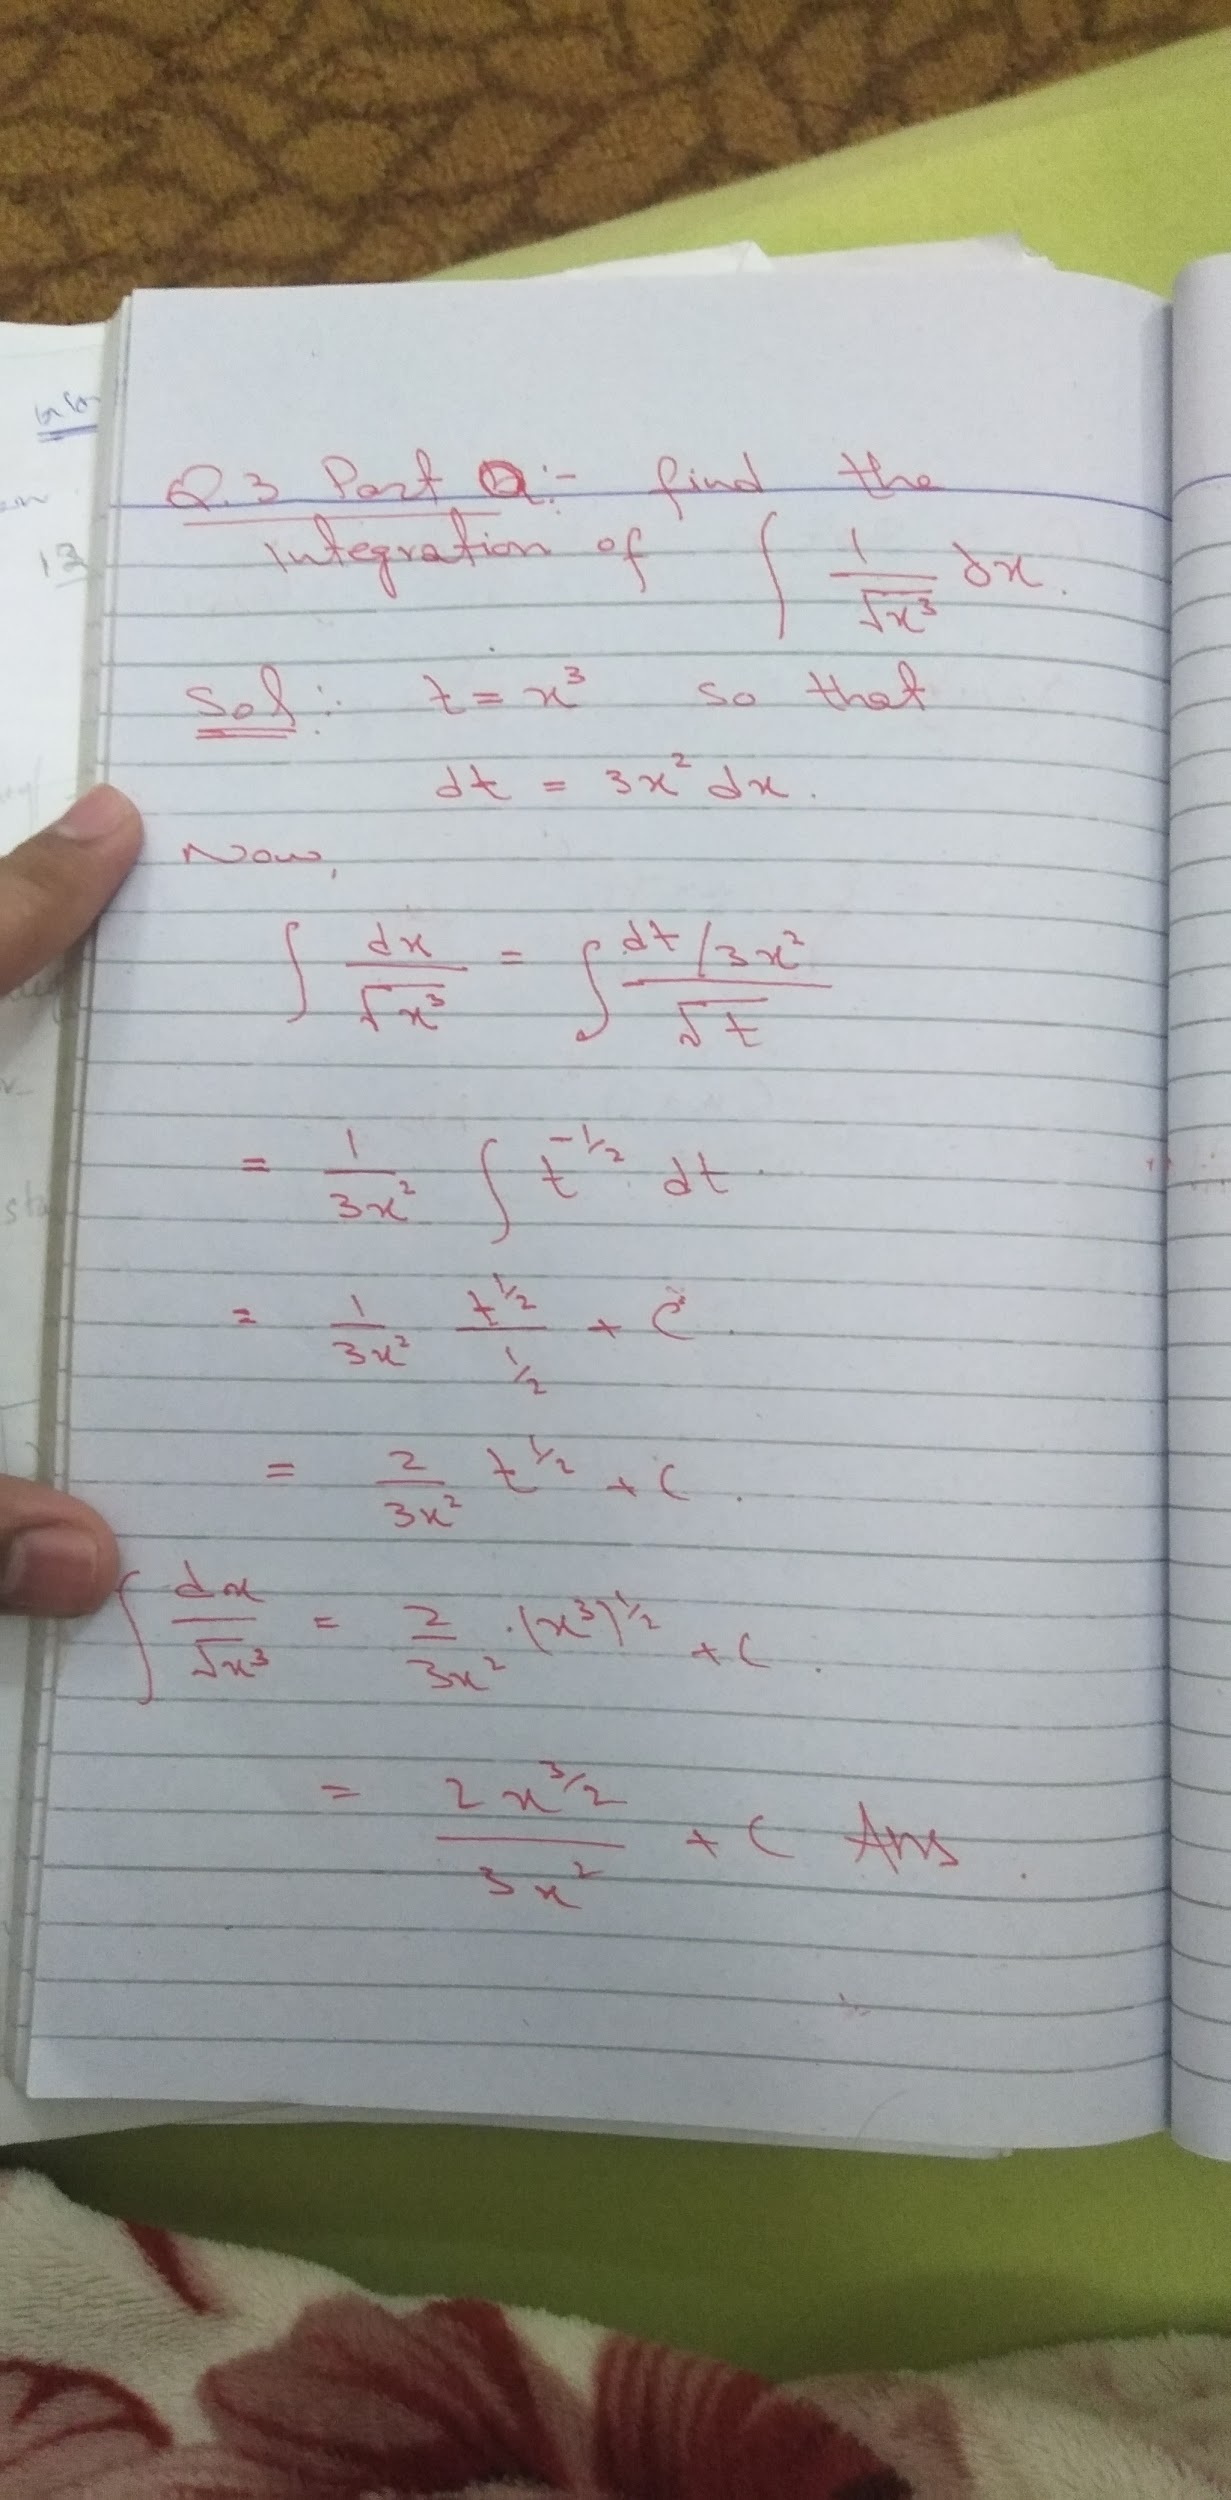 Q.3 Part Q:- find the
integration of ∫ 1/√x³ dx.
Sol:. t = x³ so that
dt = 3x² dx.
Now,
∫ dx/√x³ = ∫ (dt/3x²)/√t
= 1/3x² ∫ t^-1/2 dt.
= 1/3x² t^1/2 / 1/2 + C.
= 2/3x² t^1/2 + C.
∫ dx/√x³ = 2/3x² .(x³)^1/2 + C.
= 2x^3/2 / 3x² + C Ans.
13